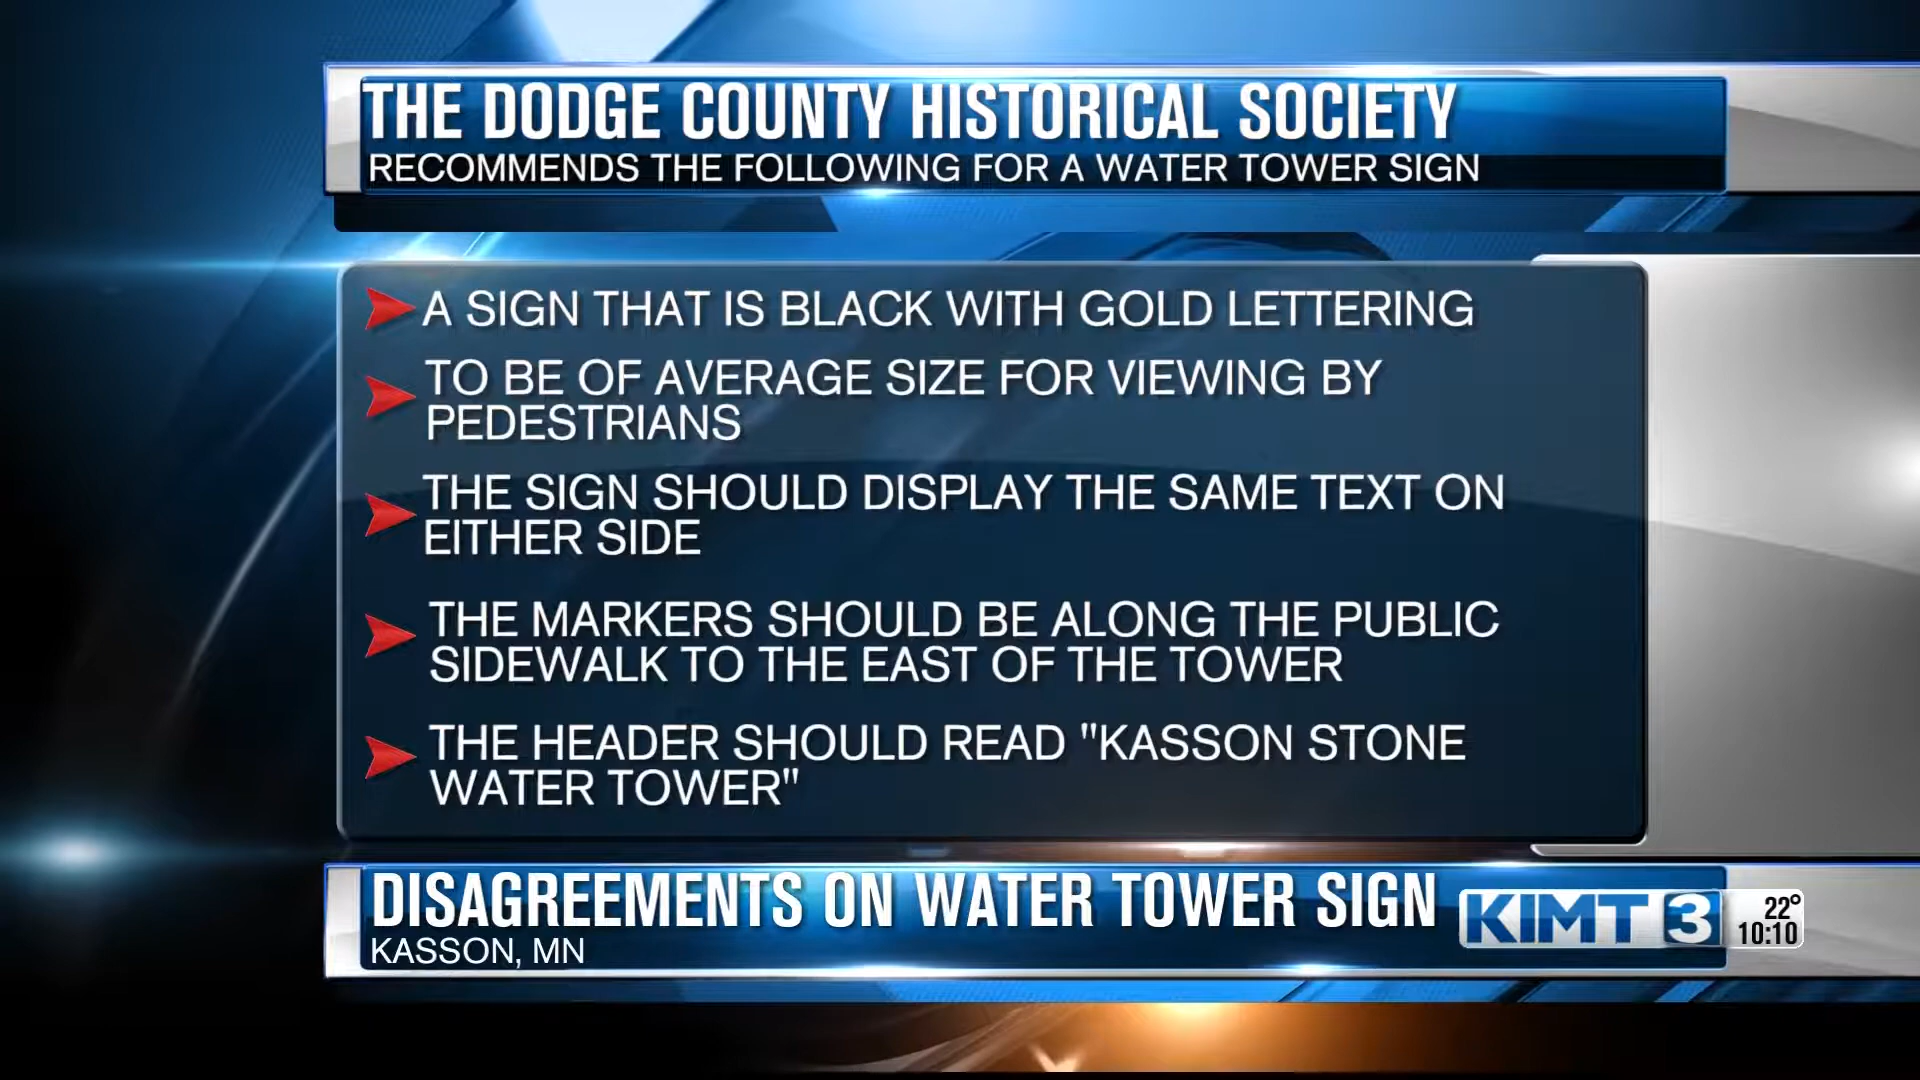 THE DODGE COUNTY HISTORICAL SOCIETY
RECOMMENDS THE FOLLOWING FOR A WATER TOWER SIGN
A SIGN THAT IS BLACK WITH GOLD LETTERING
TO BE OF AVERAGE SIZE FOR VIEWING BY
PEDESTRIANS
THE SIGN SHOULD DISPLAY THE SAME TEXT ON
EITHER SIDE
THE MARKERS SHOULD BE ALONG THE PUBLIC
SIDEWALK TO THE EAST OF THE TOWER
THE HEADER SHOULD READ "KASSON STONE
WATER TOWER"
DISAGREEMENTS ON WATER TOWER SIGN
KASSON, MN
KIMT 3
22°
10:10